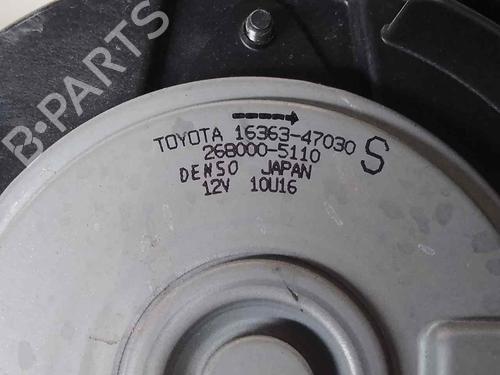 B-PARTS
TOYOTA 16363-47030 S
268000-5110
DENSO JAPAN
12V 10U16